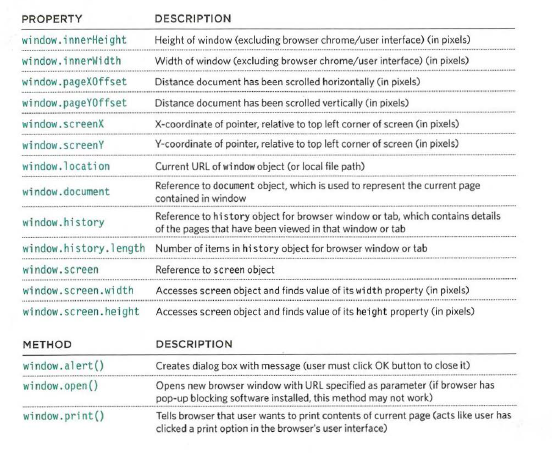 PROPERTY DESCRIPTION
window.innerHeight Height of window (excluding browser chrome/user interface) (in pixels)
window.innerWidth Width of window (excluding browser chrome/user interface) (in pixels)
window.pageXOffset Distance document has been scrolled horizontally (in pixels)
window.pageYOffset Distance document has been scrolled vertically (in pixels)
window.screenX X-coordinate of pointer, relative to top left corner of screen (in pixels)
window.screenY Y-coordinate of pointer, relative to top left corner of screen (in pixels)
window.location Current URL of window object (or local file path)
window.document Reference to document object, which is used to represent the current page
contained in window
window.history Reference to history object for browser window or tab, which contains details
of the pages that have been viewed in that window or tab
window.history.length Number of items in history object for browser window or tab
window.screen Reference to screen object
window.screen.width Accesses screen object and finds value of its width property (in pixels)
window.screen.height Accesses screen object and finds value of its height property (in pixels)
METHOD DESCRIPTION
window.alert() Creates dialog box with message (user must click OK button to close it)
window.open() Opens new browser window with URL specified as parameter (if browser has
pop-up blocking software installed, this method may not work)
window.print() Tells browser that user wants to print contents of current page (acts like user has
clicked a print option in the browser's user interface)